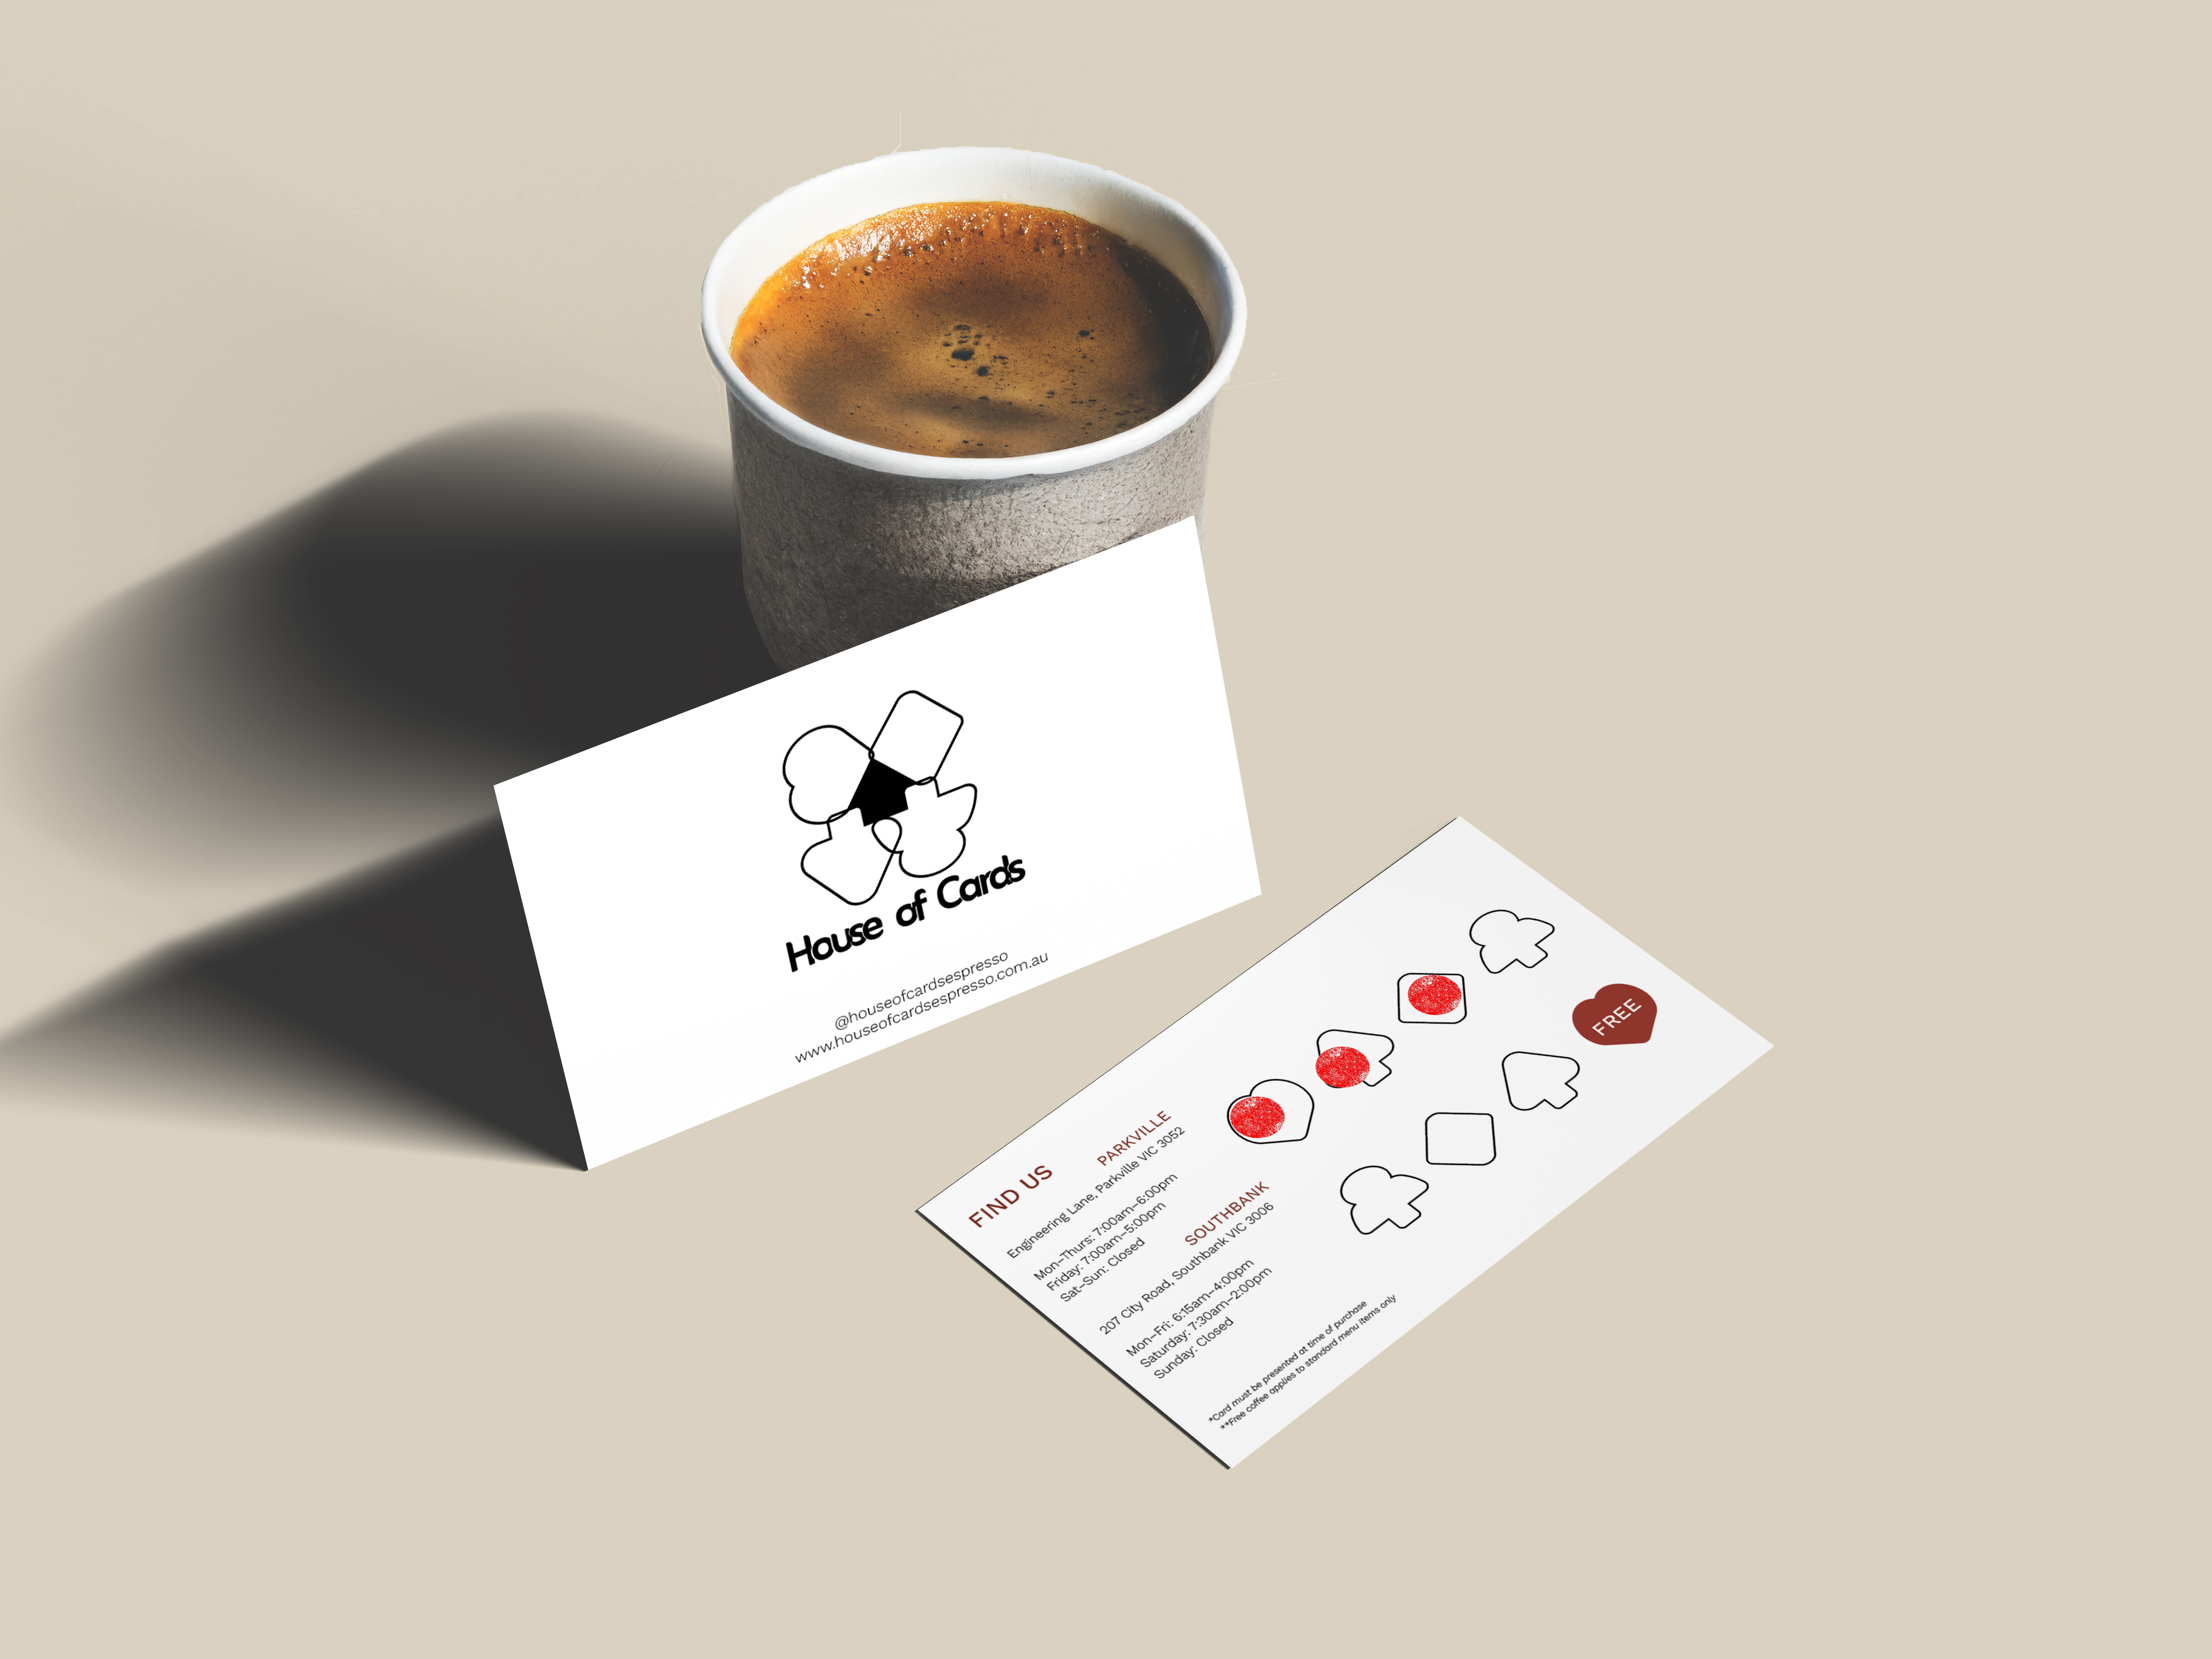 House of Cards
@houseofcardsespresso
www.houseofcardsespresso.com.au
FIND US
PARKVILLE
Engineering Lane, Parkville VIC 3052
Mon–Thurs: 7:00am–6:00pm
Friday: 7:00am–5:00pm
Sat–Sun: Closed
SOUTHBANK
207 City Road, Southbank VIC 3006
Mon–Fri: 6:15am–4:00pm
Saturday: 7:30am–2:00pm
Sunday: Closed
FREE
*Card must be presented at time of purchase
**Free coffee applies to standard menu items only